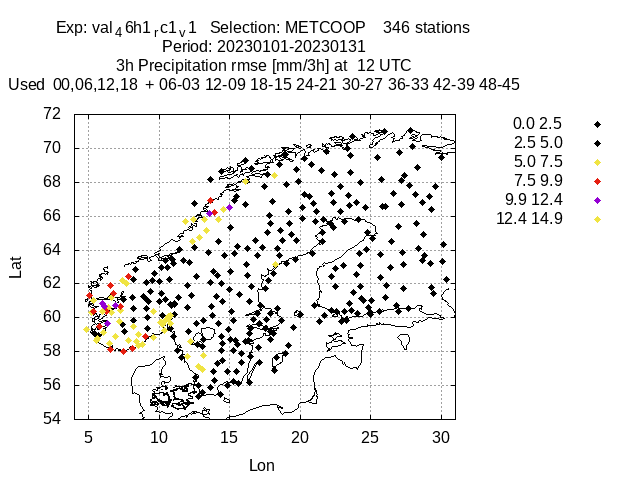 Exp: val46h1rc1v1 Selection: METCOOP 346 stations
Period: 20230101-20230131
3h Precipitation rmse [mm/3h] at 12 UTC
Used 00,06,12,18 + 06-03 12-09 18-15 24-21 30-27 36-33 42-39 48-45
72
70
68
66
64
62
60
58
56
54
Lat
5 10 15 20 25 30
Lon
0.0 2.5
2.5 5.0
5.0 7.5
7.5 9.9
9.9 12.4
12.4 14.9